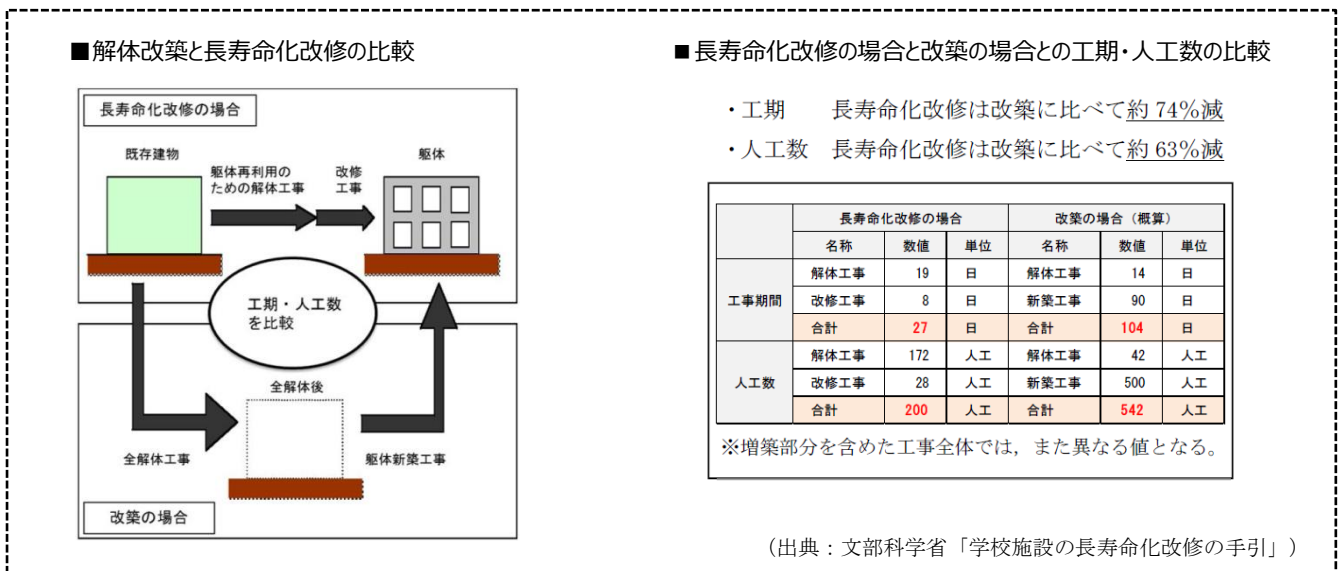 ■解体改築と長寿命化改修の比較
長寿命化改修の場合
既存建物
躯体再利用の
ための解体工事
改修
工事
躯体
工期・人工数
を比較
全解体後
全解体工事
躯体新築工事
改築の場合
■長寿命化改修の場合と改築の場合との工期・人工数の比較
・工期 長寿命化改修は改築に比べて約 74%減
・人工数 長寿命化改修は改築に比べて約 63%減
長寿命化改修の場合 改築の場合（概算）
名称 数値 単位 名称 数値 単位
工事期間
解体工事 19 日 解体工事 14 日
改修工事 8 日 新築工事 90 日
合計 27 日 合計 104 日
人工数
解体工事 172 人工 解体工事 42 人工
改修工事 28 人工 新築工事 500 人工
合計 200 人工 合計 542 人工
※増築部分を含めた工事全体では，また異なる値となる。
（出典：文部科学省「学校施設の長寿命化改修の手引」）